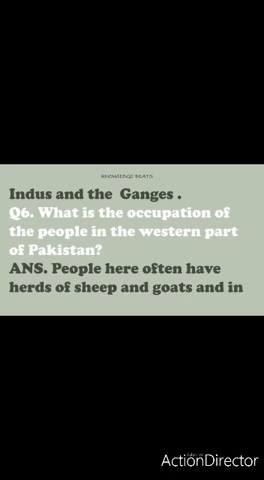 KNOWLEDGE BEATS
Indus and the Ganges .
Q6. What is the occupation of
the people in the western part
of Pakistan?
ANS. People here often have
herds of sheep and goats and in
ActionDirector